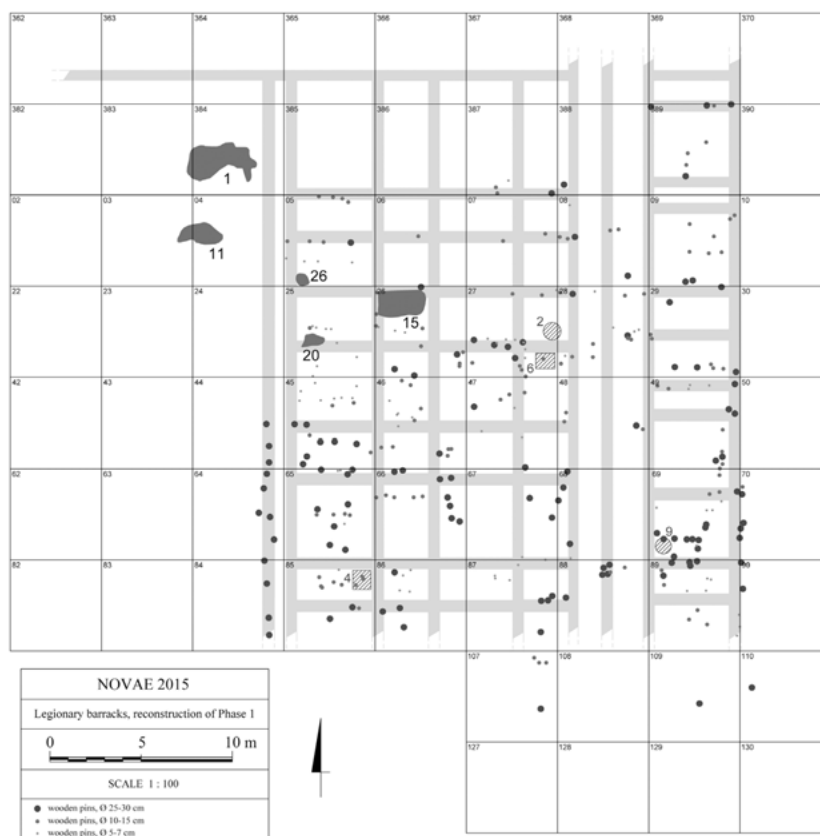 362 363 364 365 366 367 368 369 370
382 383 384 385 386 387 388 390
1
02 03 04 05 06 07 08 09 10
11
26
22 23 24 25 28 30
15
2
20
6
42 43 44 45 46 47 48 50
62 63 64 65 66 67 69 70
9
82 84 85 86 88 89
4
107 108 109 110
127 128 129 130
NOVAE 2015
Legionary barracks, reconstruction of Phase 1
0 5 10 m
SCALE 1 : 100
wooden pins, Ø 25-30 cm
wooden pins, Ø 10-15 cm
wooden pins, Ø 5-7 cm